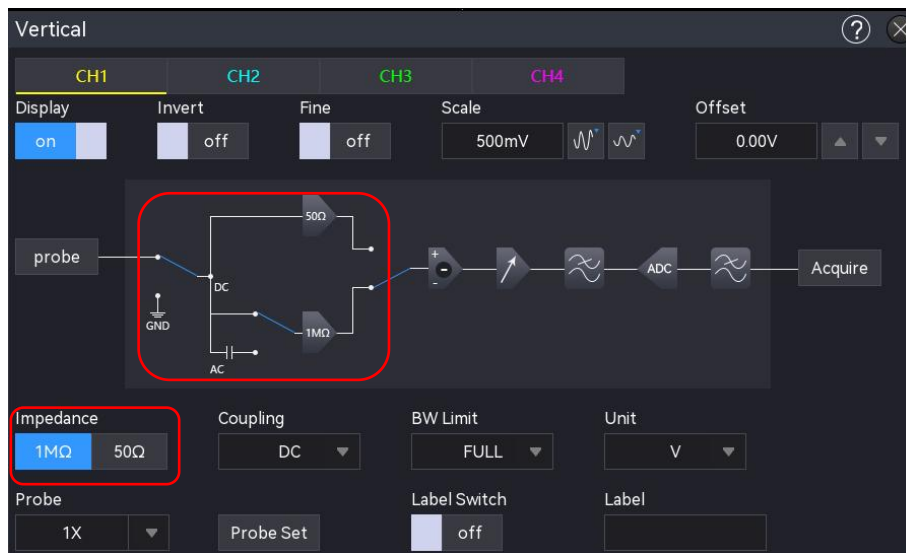 Vertical
?
CH1 CH2 CH3 CH4
Display Invert Fine Scale Offset
on off off 500mV 0.00V
50Ω
probe
DC
+
-
-
ADC
Acquire
GND
1MΩ
AC
Impedance Coupling BW Limit Unit
1MΩ 50Ω DC FULL V
Probe Label Switch Label
1X Probe Set off